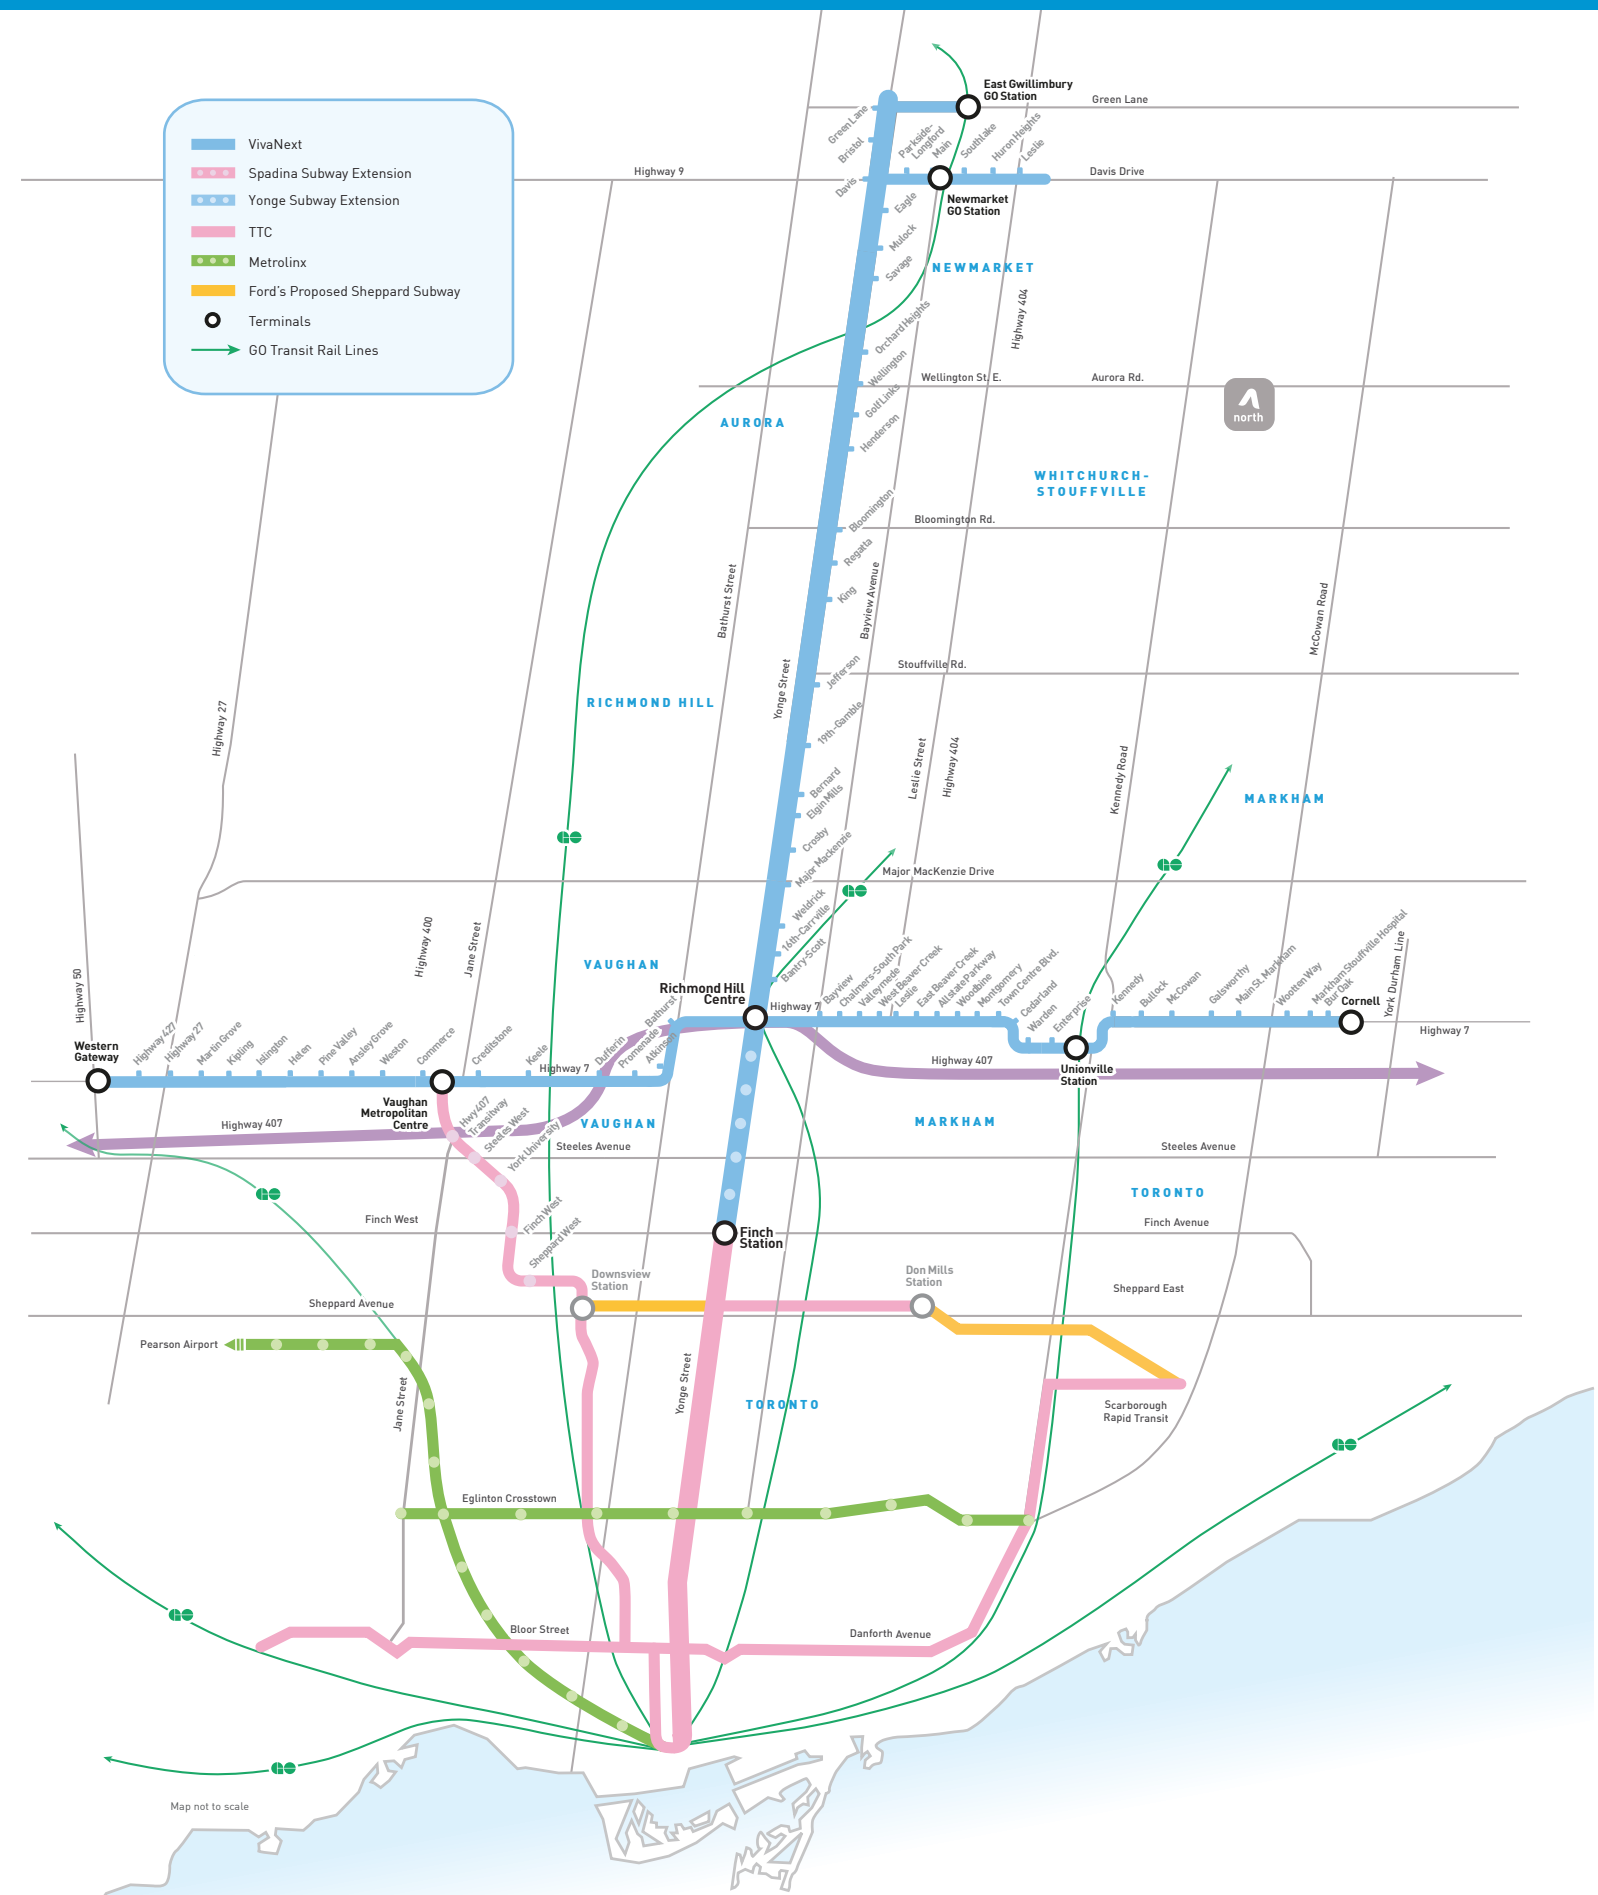 East Gwillimbury
GO Station
Green Lane
Green Lane
Bristol
Parkside-
Longford
Main
Southlake
Huron Heights
Leslie
VivaNext
Spadina Subway Extension
Yonge Subway Extension
TTC
Metrolinx
Ford's Proposed Sheppard Subway
Terminals
GO Transit Rail Lines
Highway 9
Davis
Davis Drive
Newmarket
GO Station
Eagle
Mulock
Savage
NEWMARKET
Highway 404
Orchard Heights
Wellington
Wellington St. E.
Aurora Rd.
Golf Links
Henderson
north
AURORA
WHITCHURCH-
STOUFFVILLE
Bloomington
Bloomington Rd.
Regatta
King
Bathurst Street
Bayview Avenue
McCowan Road
Jefferson
Stouffville Rd.
Yonge Street
RICHMOND HILL
Highway 27
19th-Gamble
Leslie Street
Highway 404
Kennedy Road
Bernard
Elgin Mills
MARKHAM
Crosby
Major Mackenzie
Major MacKenzie Drive
Weldrick
16th-Carrville
Bantry-Scott
Highway 400
Jane Street
VAUGHAN
Richmond Hill
Centre
Highway 7
Bayview
Chalmers-South Park
Valleymede
West Beaver Creek
Leslie
East Beaver Creek
Allstate Parkway
Woodbine
Montgomery
Town Centre Blvd.
Cedarland
Warden
Enterprise
Kennedy
Bullock
McCowan
Galsworthy
Main St. Markham
Wootten Way
Markham Stouffville Hospital
Bur Oak
Cornell
York Durham Line
Highway 7
Highway 50
Western
Gateway
Highway 427
Highway 27
Martin Grove
Kipling
Islington
Helen
Pine Valley
Ansley Grove
Weston
Commerce
Creditstone
Keele
Highway 7
Dufferin
Promenade
Atkinson
Bathurst
Highway 407
Unionville
Station
Vaughan
Metropolitan
Centre
Highway 407
Hwy 407
Transitway
Steeles West
York University
VAUGHAN
MARKHAM
Steeles Avenue
Steeles Avenue
TORONTO
Finch West
Finch West
Sheppard West
Finch
Station
Finch Avenue
Downsview
Station
Don Mills
Station
Sheppard East
Sheppard Avenue
Pearson Airport
Jane Street
Yonge Street
TORONTO
Scarborough
Rapid Transit
Eglinton Crosstown
Bloor Street
Danforth Avenue
Map not to scale